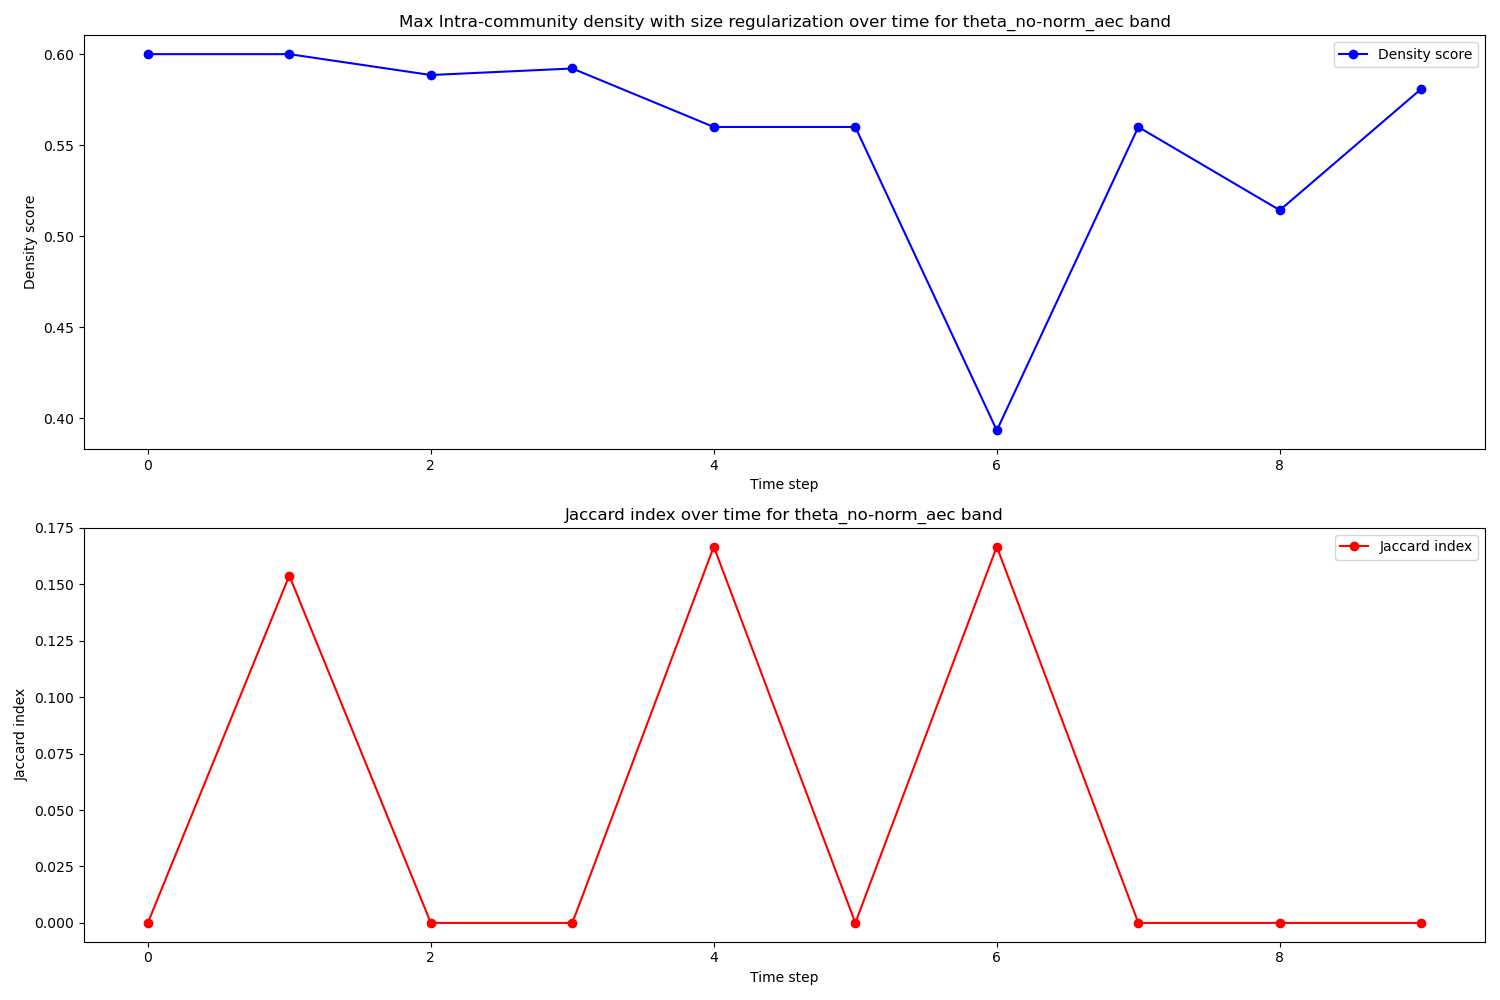 Max Intra-community density with size regularization over time for theta_no-norm_aec band
Density score
0.60
0.55
0.50
0.45
0.40
Density score
0 2 4 6 8
Time step
Jaccard index over time for theta_no-norm_aec band
Jaccard index
0.175
0.150
0.125
0.100
0.075
0.050
0.025
0.000
Jaccard index
0 2 4 6 8
Time step